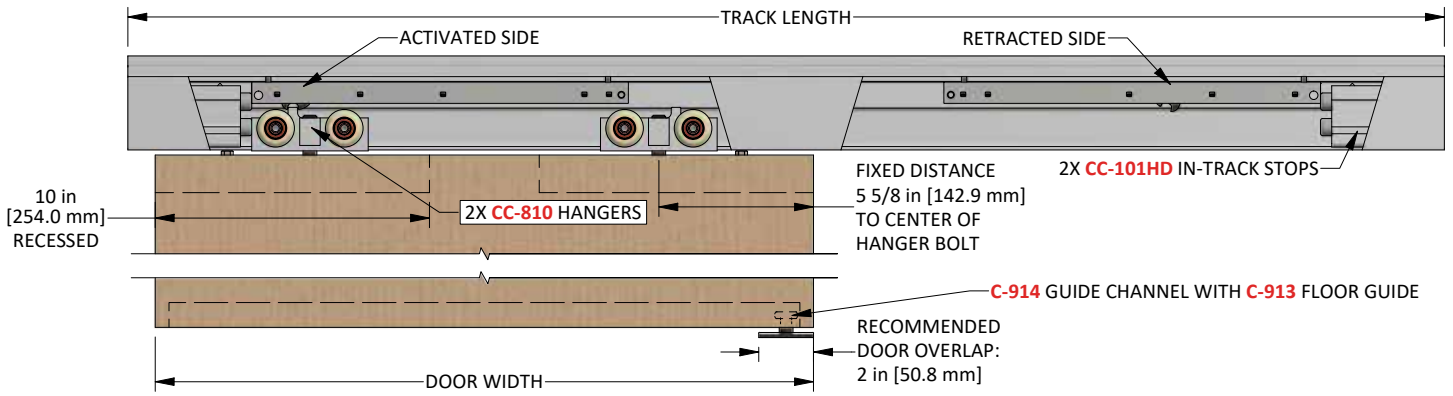 TRACK LENGTH
ACTIVATED SIDE
RETRACTED SIDE
2X CC-101HD IN-TRACK STOPS
10 in
[254.0 mm]
RECESSED
2X CC-810 HANGERS
FIXED DISTANCE
5 5/8 in [142.9 mm]
TO CENTER OF
HANGER BOLT
C-914 GUIDE CHANNEL WITH C-913 FLOOR GUIDE
RECOMMENDED
DOOR OVERLAP:
2 in [50.8 mm]
DOOR WIDTH